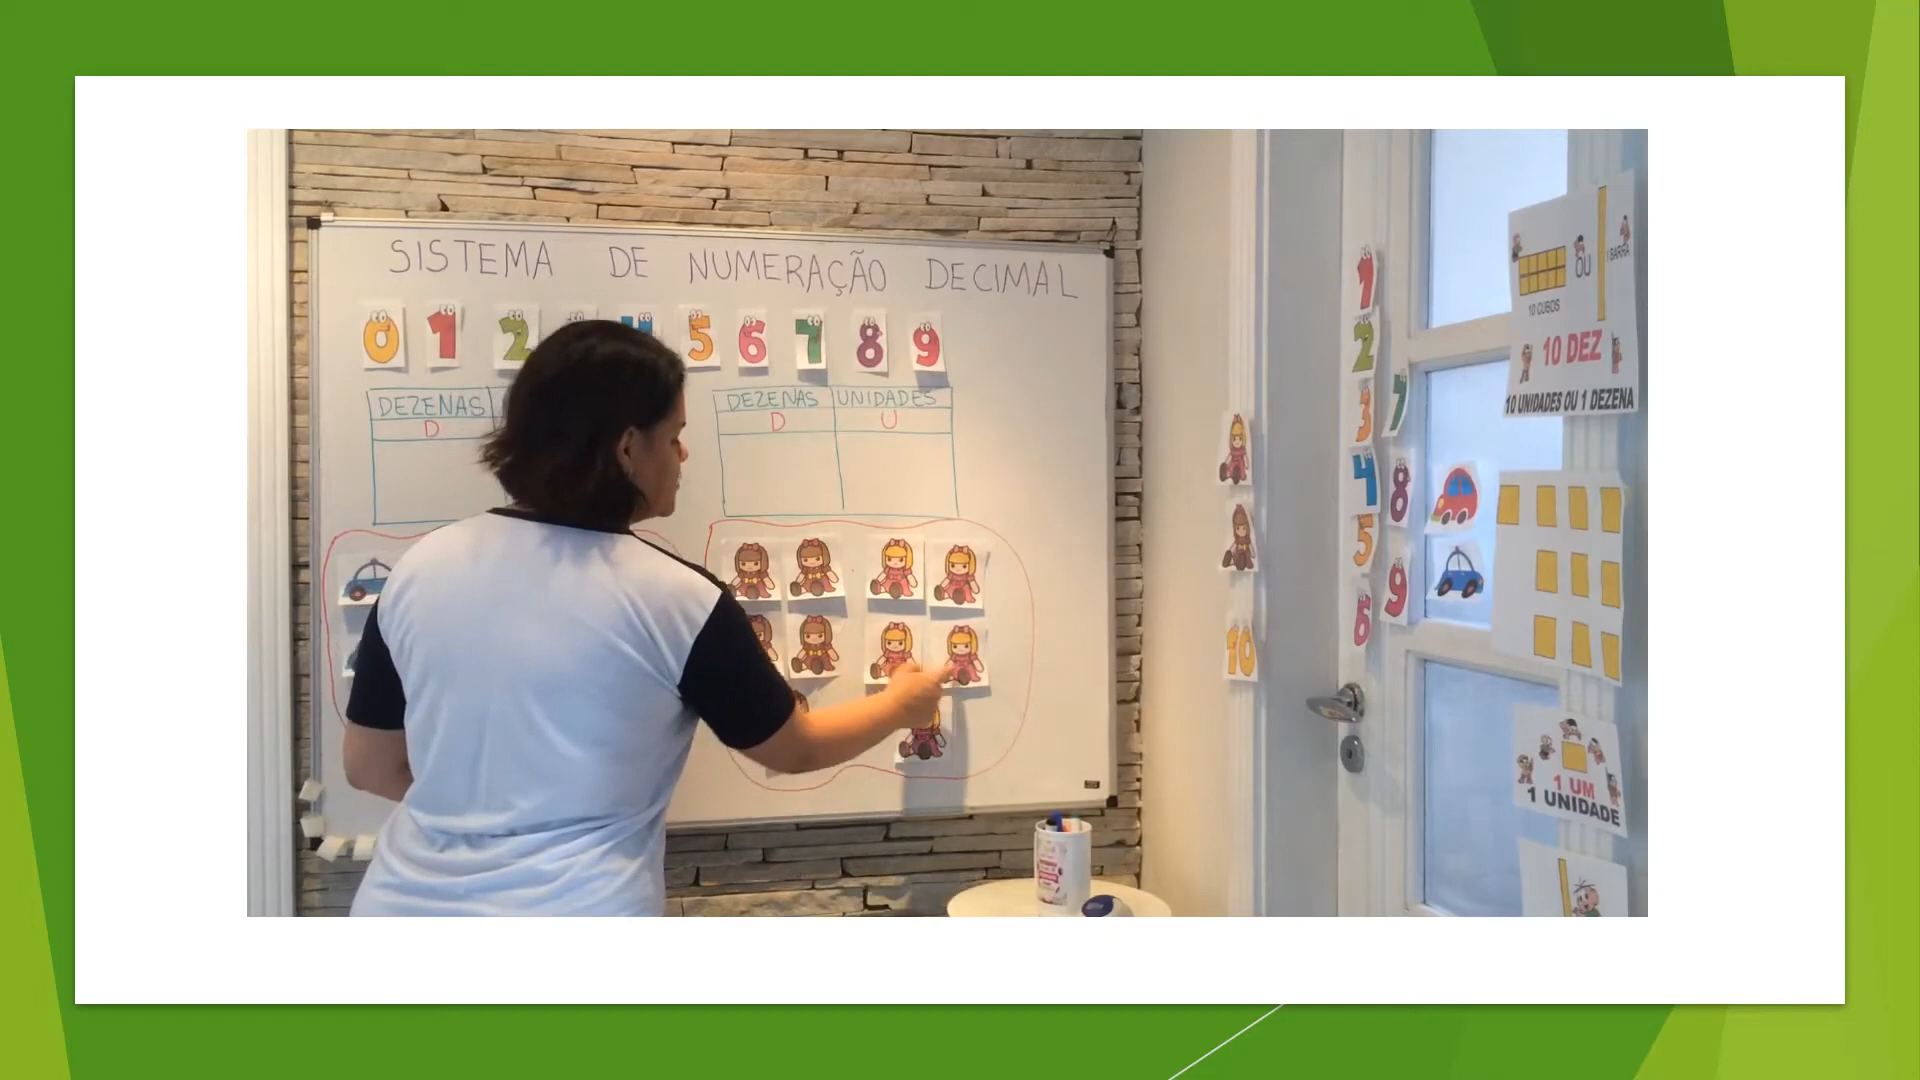 SISTEMA DE NUMERAÇÃO DECIMAL
0 1 2 5 6 7 8 9
DEZENAS
D
DEZENAS UNIDADES
D U
1
2
3
4
5
6
7
8
9
10
OU
1 BARRA
10 CUBOS
10 DEZ
10 UNIDADES OU 1 DEZENA
1 UM
1 UNIDADE